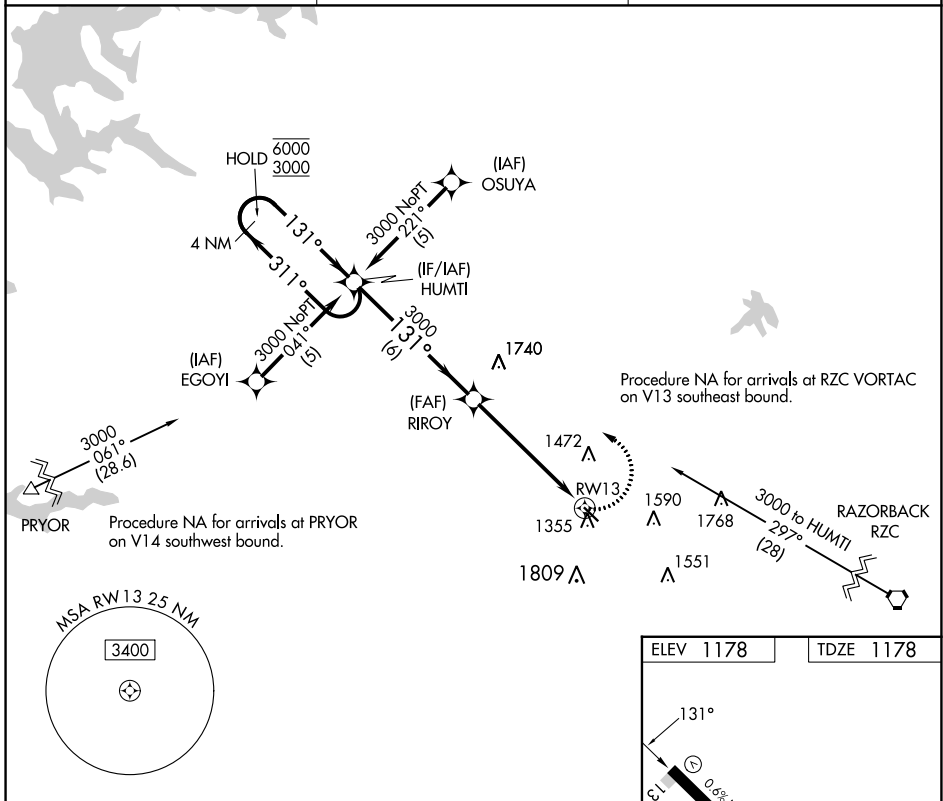 HOLD 6000
3000
(IAF)
OSUYA
3000 NoPT
221°
(5)
4 NM
131°
311°
(IF/IAF)
HUMTI
3000 NoPT
041°
(5)
(IAF)
EGOYI
3000
131°
(6)
1740
(FAF)
RIROY
Procedure NA for arrivals at RZC VORTAC
on V13 southeast bound.
3000
061°
(28.6)
PRYOR
Procedure NA for arrivals at PRYOR
on V14 southwest bound.
1472
RW13
1355
1590
1768
3000 to HUMTI
297°
(28)
RAZORBACK
RZC
1809
1551
MSA RW13 25 NM
3400
ELEV 1178
TDZE 1178
131°
V
0.6%
13